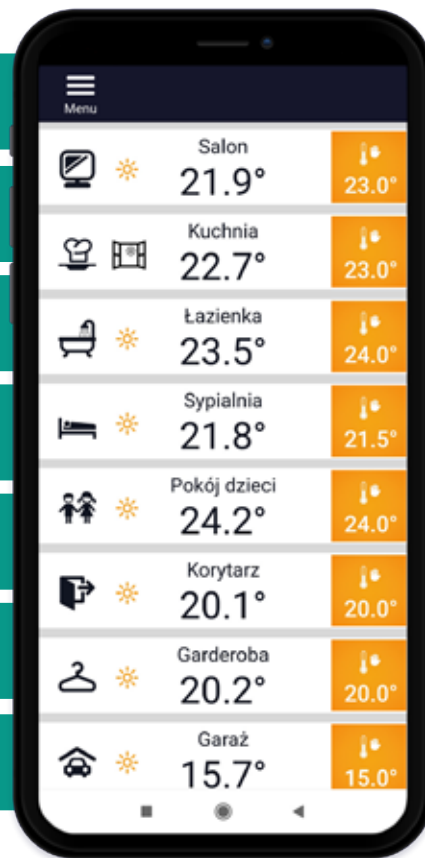 Menu
Salon
21.9°
23.0°
Kuchnia
22.7°
23.0°
Łazienka
23.5°
24.0°
Sypialnia
21.8°
21.5°
Pokój dzieci
24.2°
24.0°
Korytarz
20.1°
20.0°
Garderoba
20.2°
20.0°
Garaż
15.7°
15.0°